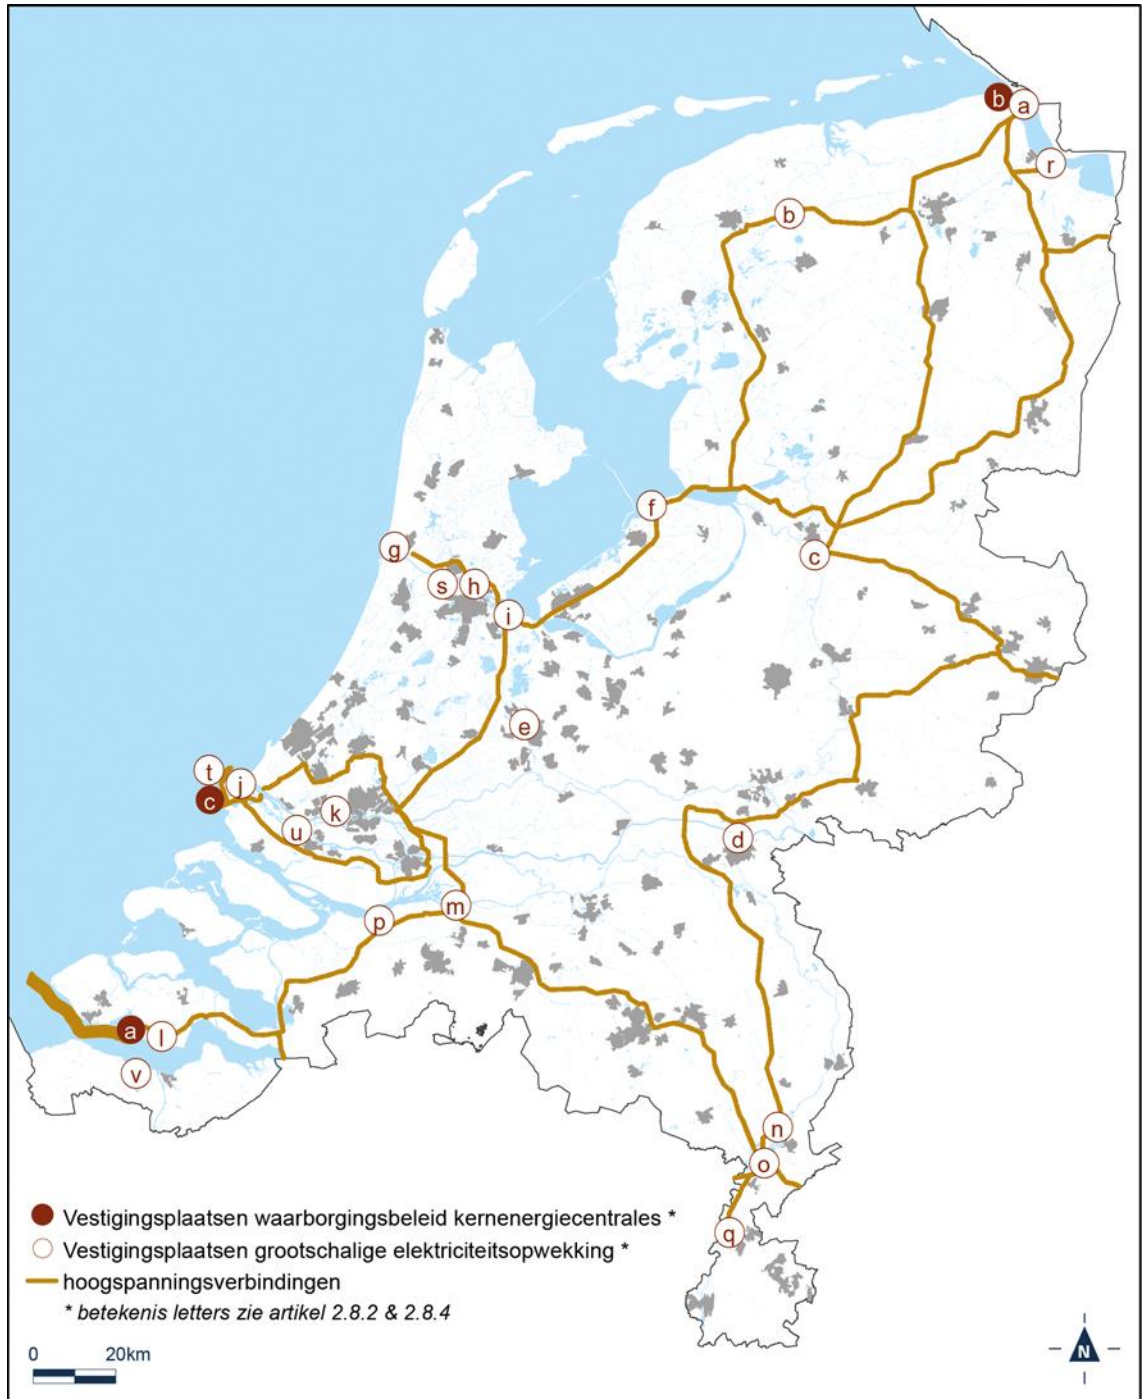 b
a
r
b
f
g
c
s
h
i
e
t
j
c
k
u
d
m
p
a
l
v
n
o
q
Vestigingsplaatsen waarborgingsbeleid kernenergiecentrales *
Vestigingsplaatsen grootschalige elektriciteitsopwekking *
hoogspanningsverbindingen
* betekenis letters zie artikel 2.8.2 & 2.8.4
0 20km
N